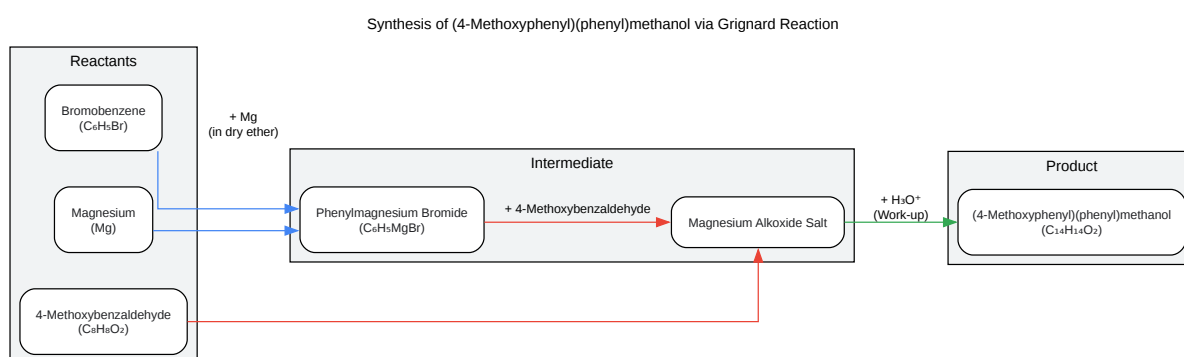 Synthesis of (4-Methoxyphenyl)(phenyl)methanol via Grignard Reaction
Reactants
Bromobenzene
(C₆H₅Br)
+ Mg
(in dry ether)
Magnesium
(Mg)
4-Methoxybenzaldehyde
(C₈H₈O₂)
Intermediate
Phenylmagnesium Bromide
(C₆H₅MgBr)
+ 4-Methoxybenzaldehyde
Magnesium Alkoxide Salt
+ H₃O⁺
(Work-up)
Product
(4-Methoxyphenyl)(phenyl)methanol
(C₁₄H₁₄O₂)